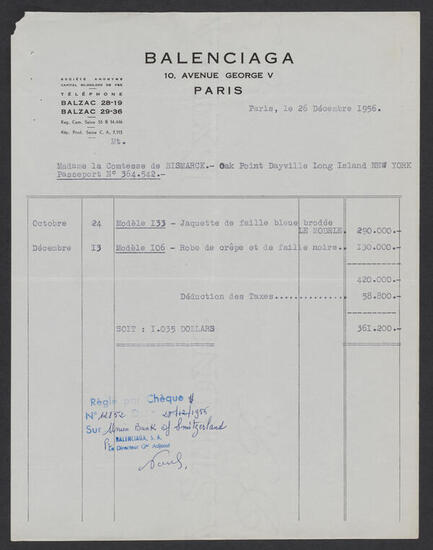 BALENCIAGA
10, AVENUE GEORGE V
PARIS
SOCIÉTÉ ANONYME
TÉLÉPHONE
BALZAC 28-19
BALZAC 29-36
Paris, le 26 Décembre 1956.
Mt.
Madame la Comtesse de BISMARCK.- Oak Point Dayville Long Island NEW YORK
Passeport N° 364.542.-
Octobre 24 Modèle 133 - Jaquette de faille bleue brodée
LE MODELE. 290.000.-
Décembre 13 Modèle 106 - Robe de crêpe et de faille noire.. 130.000.-
420.000.-
Déduction des Taxes............ 58.800.-
SOIT : 1.035 DOLLARS 361.200.-
Réglé par Chèque
N° 28/12/1956
Sur Union Bank of Switzerland
BALENCIAGA, S. A.